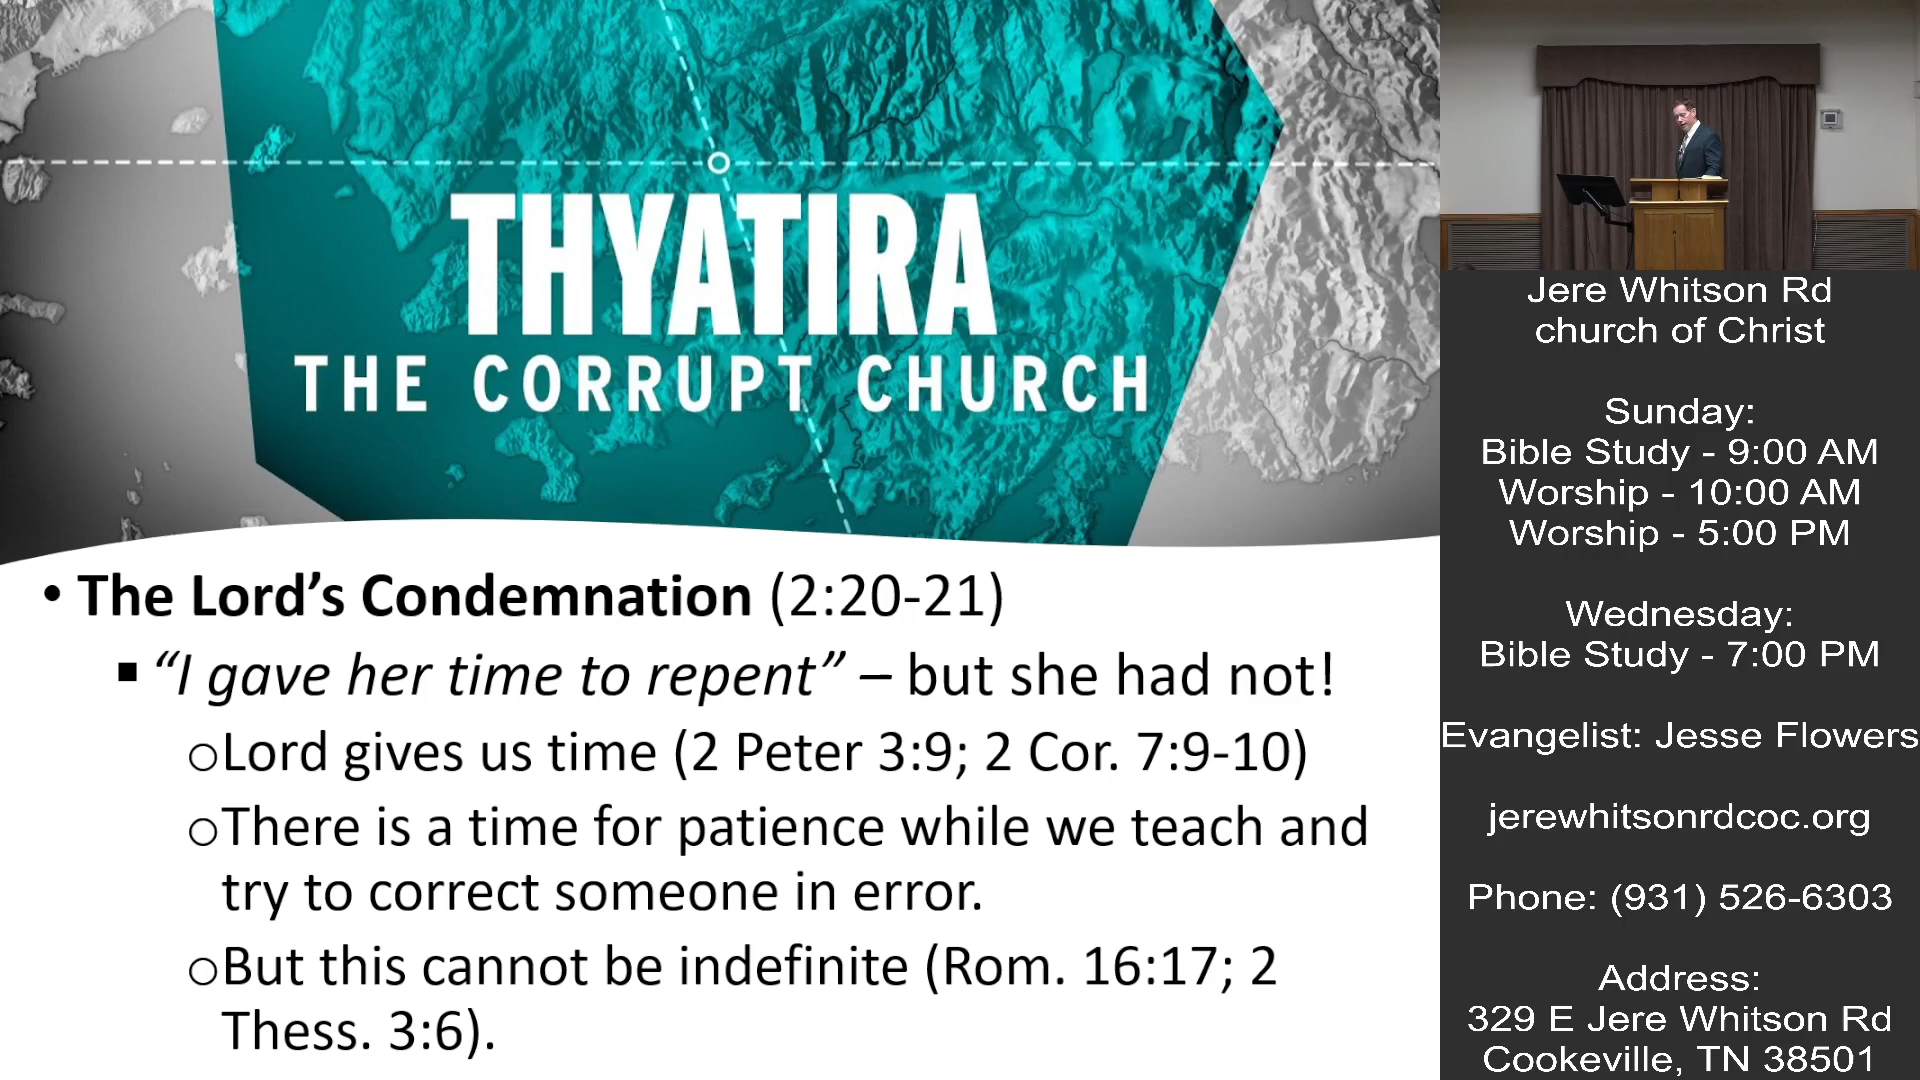 THYATIRA
THE CORRUPT CHURCH
• The Lord’s Condemnation (2:20-21)
▪ “I gave her time to repent” – but she had not!
oLord gives us time (2 Peter 3:9; 2 Cor. 7:9-10)
oThere is a time for patience while we teach and
try to correct someone in error.
oBut this cannot be indefinite (Rom. 16:17; 2
Thess. 3:6).
Jere Whitson Rd
church of Christ
Sunday:
Bible Study - 9:00 AM
Worship - 10:00 AM
Worship - 5:00 PM
Wednesday:
Bible Study - 7:00 PM
Evangelist: Jesse Flowers
jerewhitsonrdcoc.org
Phone: (931) 526-6303
Address:
329 E Jere Whitson Rd
Cookeville, TN 38501